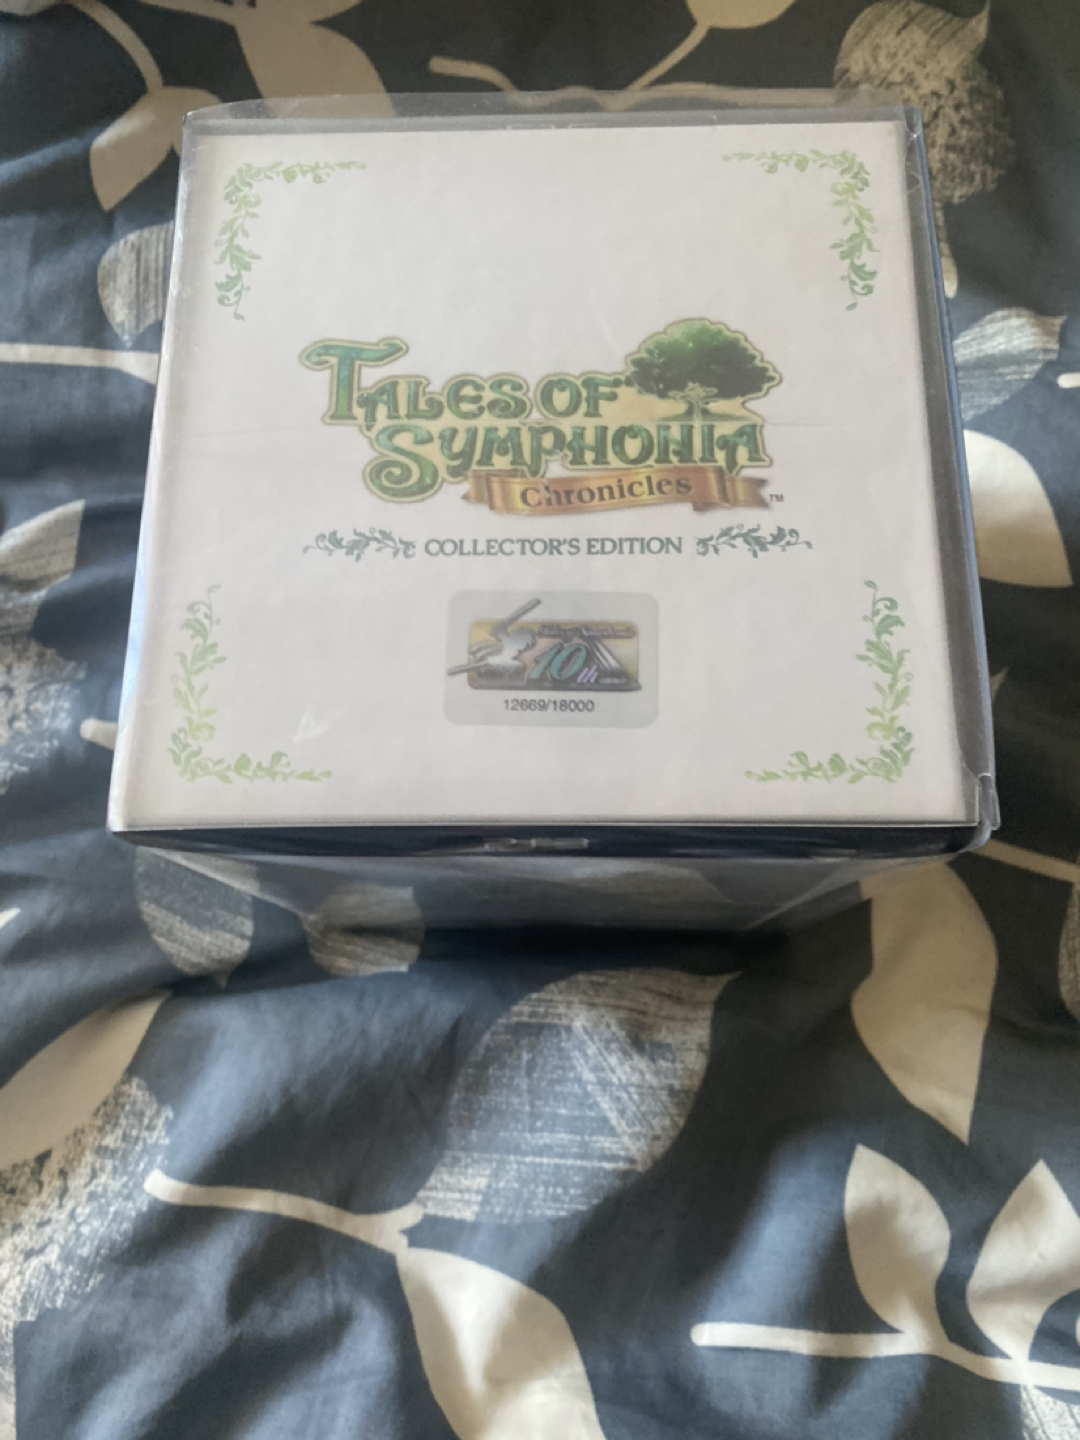 TALES OF
SYMPHONIA
Chronicles TM
COLLECTOR'S EDITION
10th
12669/18000